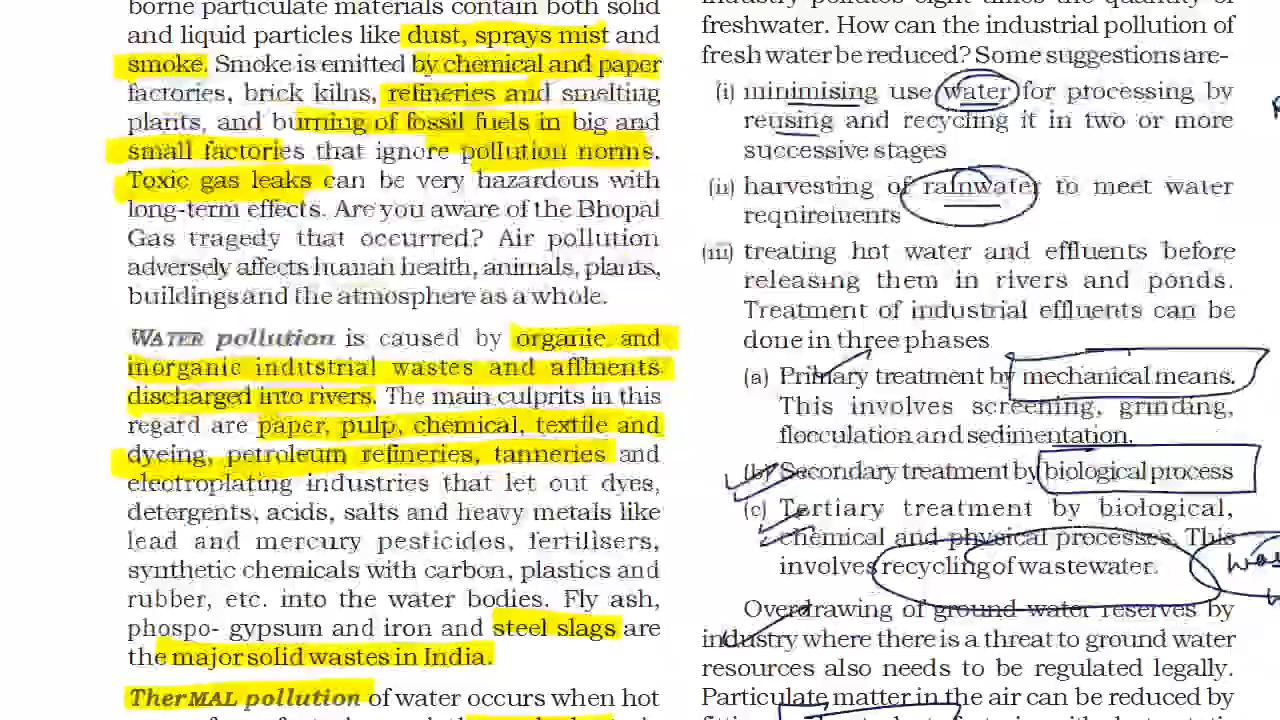 borne particulate materials contain both solid
and liquid particles like dust, sprays mist and
smoke. Smoke is emitted by chemical and paper
factories, brick kilns, refineries and smelting
plants, and burning of fossil fuels in big and
small factories that ignore pollution norms.
Toxic gas leaks can be very hazardous with
long-term effects. Are you aware of the Bhopal
Gas tragedy that occurred? Air pollution
adversely affects human health, animals, plants,
buildings and the atmosphere as a whole.
WATER pollution is caused by organic and
inorganic industrial wastes and affluents
discharged into rivers. The main culprits in this
regard are paper, pulp, chemical, textile and
dyeing, petroleum refineries, tanneries and
electroplating industries that let out dyes,
detergents, acids, salts and heavy metals like
lead and mercury pesticides, fertilisers,
synthetic chemicals with carbon, plastics and
rubber, etc. into the water bodies. Fly ash,
phospo- gypsum and iron and steel slags are
the major solid wastes in India.
TherMAL pollution of water occurs when hot
industry pollutes eight times the quantity of
freshwater. How can the industrial pollution of
fresh water be reduced? Some suggestions are-
(i) minimising use water for processing by
reusing and recycling it in two or more
successive stages
(ii) harvesting of rainwater to meet water
requirements
(iii) treating hot water and effluents before
releasing them in rivers and ponds.
Treatment of industrial effluents can be
done in three phases
(a) Primary treatment by mechanical means.
This involves screening, grinding,
flocculation and sedimentation.
(b) Secondary treatment by biological process
(c) Tertiary treatment by biological,
chemical and physical processes. This
involves recycling of wastewater.
Overdrawing of ground water reserves by
industry where there is a threat to ground water
resources also needs to be regulated legally.
Particulate matter in the air can be reduced by